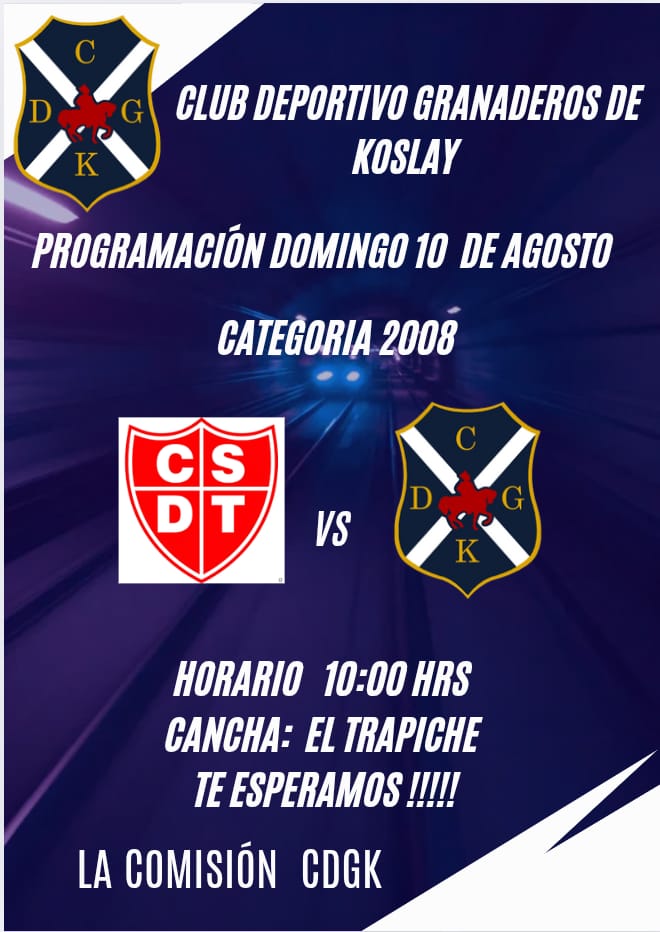 C
D G
K
CLUB DEPORTIVO GRANADEROS DE
KOSLAY
PROGRAMACIÓN DOMINGO 10 DE AGOSTO
CATEGORIA 2008
CS
DT
VS
C
D G
K
HORARIO 10:00 HRS
CANCHA: EL TRAPICHE
TE ESPERAMOS !!!!!
LA COMISIÓN CDGK